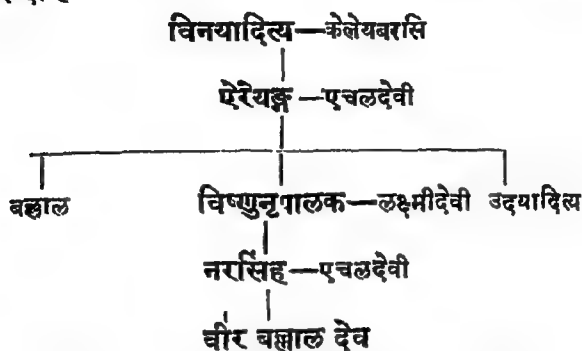 विनयादित्य—केलेयबरसि
ऐरेयङ्ग—एचलदेवी
बल्लाल विष्णुनृपालक—लक्ष्मीदेवी उदयादित्य
नरसिंह—एचलदेवी
वीर बल्लाल देव